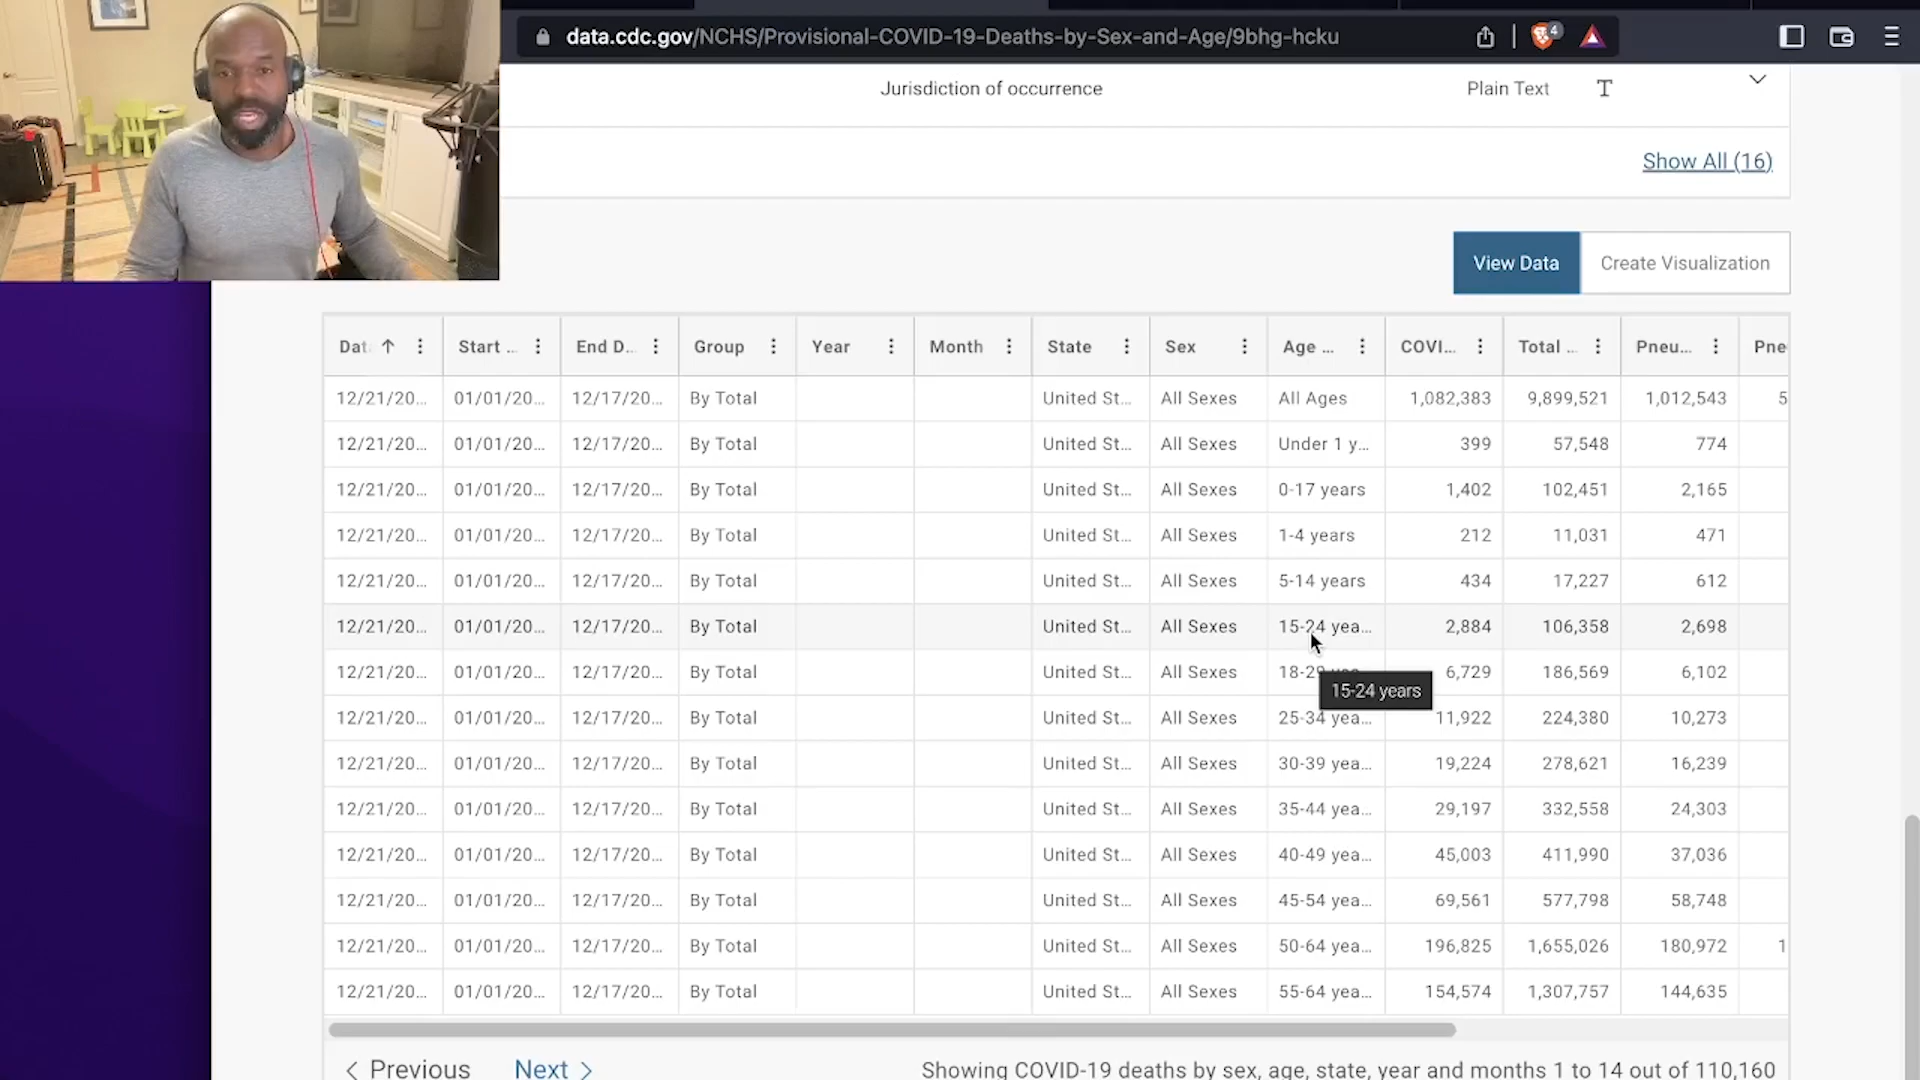 data.cdc.gov/NCHS/Provisional-COVID-19-Deaths-by-Sex-and-Age/9bhg-hcku 4
Jurisdiction of occurrence Plain Text T
Show All (16)
View Data Create Visualization
Dat Start ... End D... Group Year Month State Sex Age ... COVI... Total ... Pneu... Pne
12/21/20... 01/01/20... 12/17/20... By Total United St... All Sexes All Ages 1,082,383 9,899,521 1,012,543 5
12/21/20... 01/01/20... 12/17/20... By Total United St... All Sexes Under 1 y... 399 57,548 774
12/21/20... 01/01/20... 12/17/20... By Total United St... All Sexes 0-17 years 1,402 102,451 2,165
12/21/20... 01/01/20... 12/17/20... By Total United St... All Sexes 1-4 years 212 11,031 471
12/21/20... 01/01/20... 12/17/20... By Total United St... All Sexes 5-14 years 434 17,227 612
12/21/20... 01/01/20... 12/17/20... By Total United St... All Sexes 15-24 yea... 2,884 106,358 2,698
12/21/20... 01/01/20... 12/17/20... By Total United St... All Sexes 18-29 6,729 186,569 6,102
15-24 years
12/21/20... 01/01/20... 12/17/20... By Total United St... All Sexes 25-34 yea... 11,922 224,380 10,273
12/21/20... 01/01/20... 12/17/20... By Total United St... All Sexes 30-39 yea... 19,224 278,621 16,239
12/21/20... 01/01/20... 12/17/20... By Total United St... All Sexes 35-44 yea... 29,197 332,558 24,303
12/21/20... 01/01/20... 12/17/20... By Total United St... All Sexes 40-49 yea... 45,003 411,990 37,036
12/21/20... 01/01/20... 12/17/20... By Total United St... All Sexes 45-54 yea... 69,561 577,798 58,748
12/21/20... 01/01/20... 12/17/20... By Total United St... All Sexes 50-64 yea... 196,825 1,655,026 180,972 1
12/21/20... 01/01/20... 12/17/20... By Total United St... All Sexes 55-64 yea... 154,574 1,307,757 144,635
Previous Next Showing COVID-19 deaths by sex, age, state, year and months 1 to 14 out of 110,160